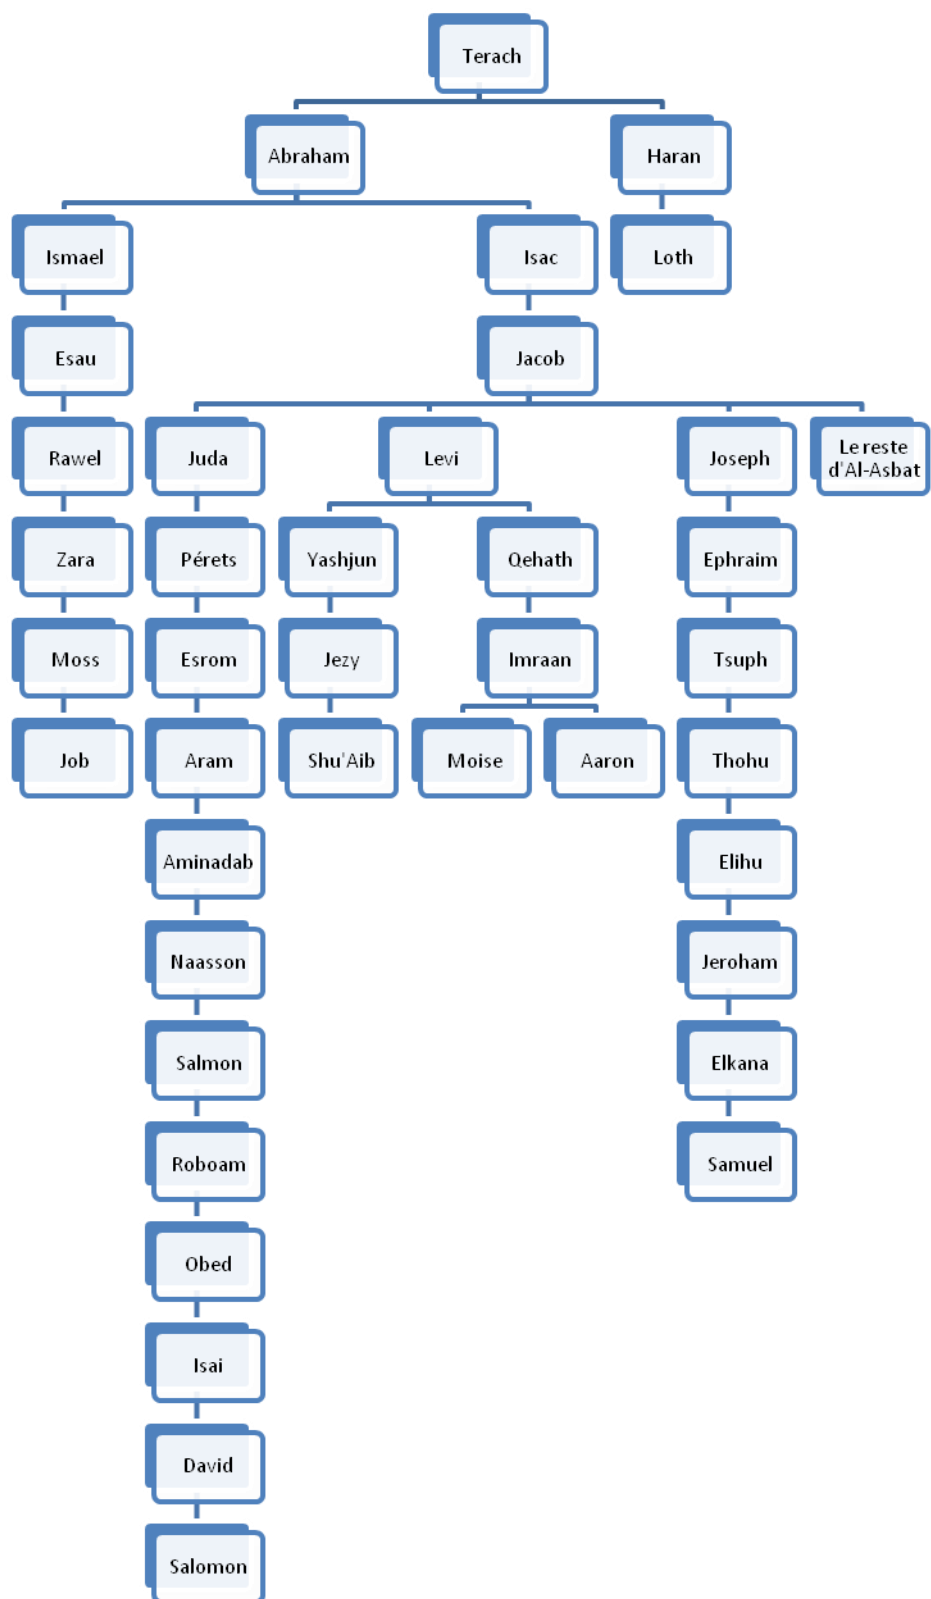 Terach
Abraham
Haran
Ismael
Isac
Loth
Esau
Jacob
Rawel
Juda
Levi
Joseph
Le reste
d'Al-Asbat
Zara
Pérets
Yashjun
Qehath
Ephraim
Moss
Esrom
Jezy
Imraan
Tsuph
Job
Aram
Shu'Aib
Moise
Aaron
Thohu
Aminadab
Elihu
Naasson
Jeroham
Salmon
Elkana
Roboam
Samuel
Obed
Isai
David
Salomon